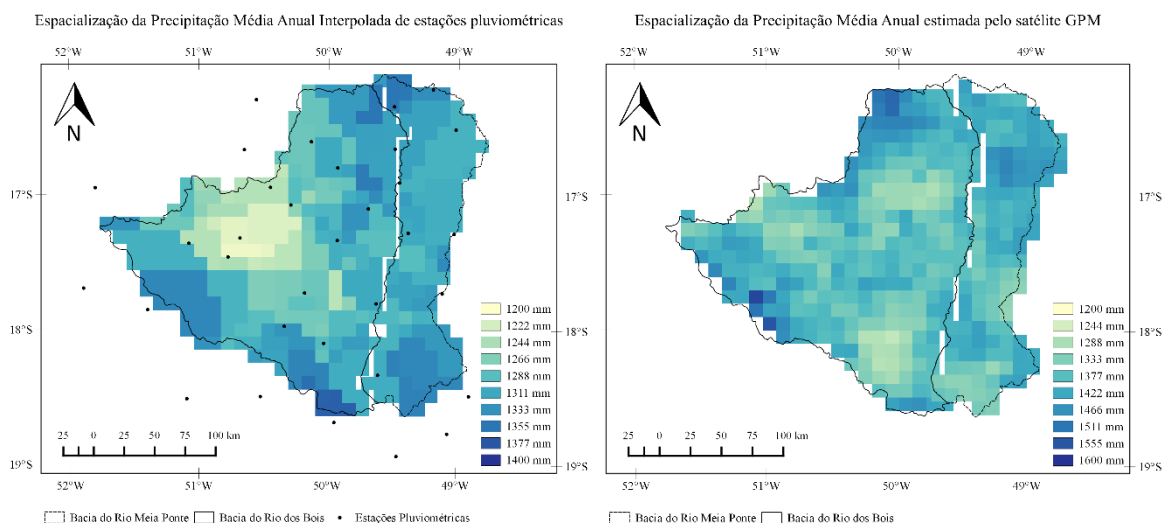 Espacialização da Precipitação Média Anual Interpolada de estações pluviométricas
52°W 51°W 50°W 49°W
N
17°S
18°S
19°S
1200 mm
1222 mm
1244 mm
1266 mm
1288 mm
1311 mm
1333 mm
1355 mm
1377 mm
1400 mm
25 0 25 50 75 100 km
52°W 51°W 50°W 49°W
Bacia do Rio Meia Ponte Bacia do Rio dos Bois Estações Pluviométricas
Espacialização da Precipitação Média Anual estimada pelo satélite GPM
52°W 51°W 50°W 49°W
N
17°S
18°S
19°S
1200 mm
1244 mm
1288 mm
1333 mm
1377 mm
1422 mm
1466 mm
1511 mm
1555 mm
1600 mm
25 0 25 50 75 100 km
52°W 51°W 50°W 49°W
Bacia do Rio Meia Ponte Bacia do Rio dos Bois